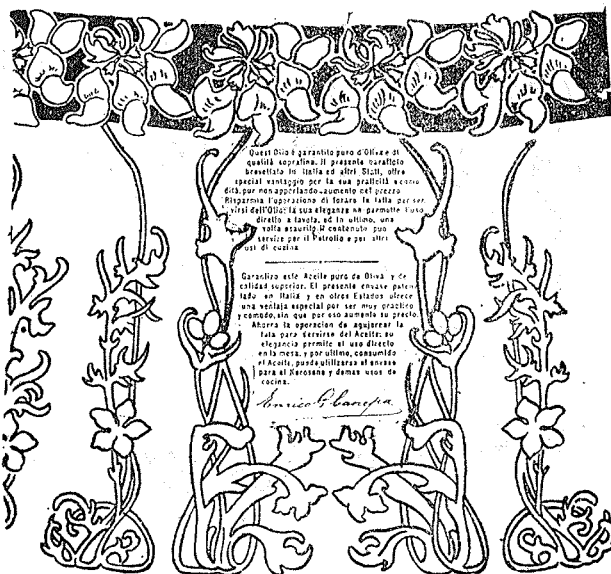 Quest Olio è garantito puro d'Oliva e di
qualità soprafina. Il presente
brevettato in Italia ed altri Stati, offre
special vantaggio per la sua praticità e como
dità, pur non apportando aumento nel prezzo
Risparmia l'operazione di forare la latta per ser
virsi dell'Olio; la sua eleganza ne permette l'uso
diretto a tavola, ed in ultimo, una
volta esaurito il contenuto può
servire per il Petrolio e per altri
usi di cucina
Garantizo este Aceite puro de Oliva y de
calidad superior. El presente envase paten
tado en Italia y en otros Estados ofrece
una ventaja especial por ser muy practico
y comodo, sin que por eso aumente su precio.
Ahorra la operacion de agujerear la
lata para servirse del Aceite; su
elegancia permite el uso directo
en la mesa, y por ultimo, consumido
el Aceite, puede utilizarse el envase
para el Kerosene y demas usos de
cocina.
Enrico G. Canepa